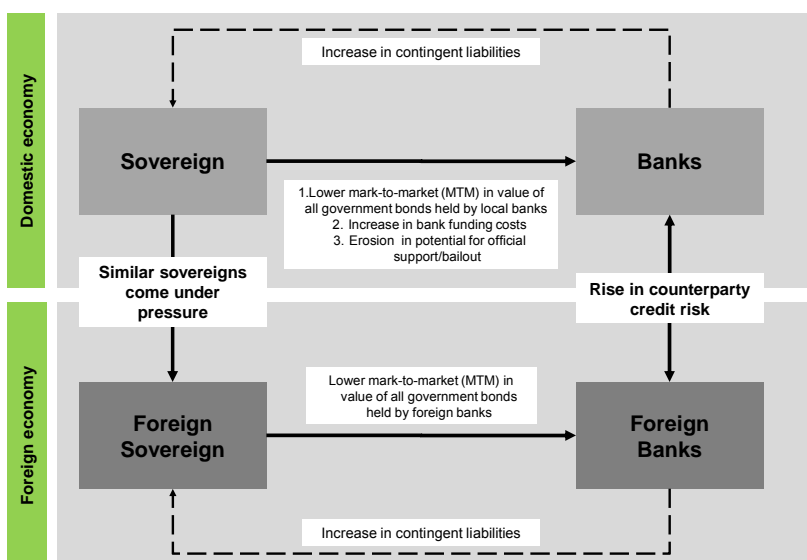 Domestic economy
Increase in contingent liabilities
Sovereign
Banks
1.Lower mark-to-market (MTM) in value of
all government bonds held by local banks
2. Increase in bank funding costs
3. Erosion in potential for official
support/bailout
Similar sovereigns
come under
pressure
Rise in counterparty
credit risk
Foreign economy
Foreign
Sovereign
Lower mark-to-market (MTM) in
value of all government bonds
held by foreign banks
Foreign
Banks
Increase in contingent liabilities